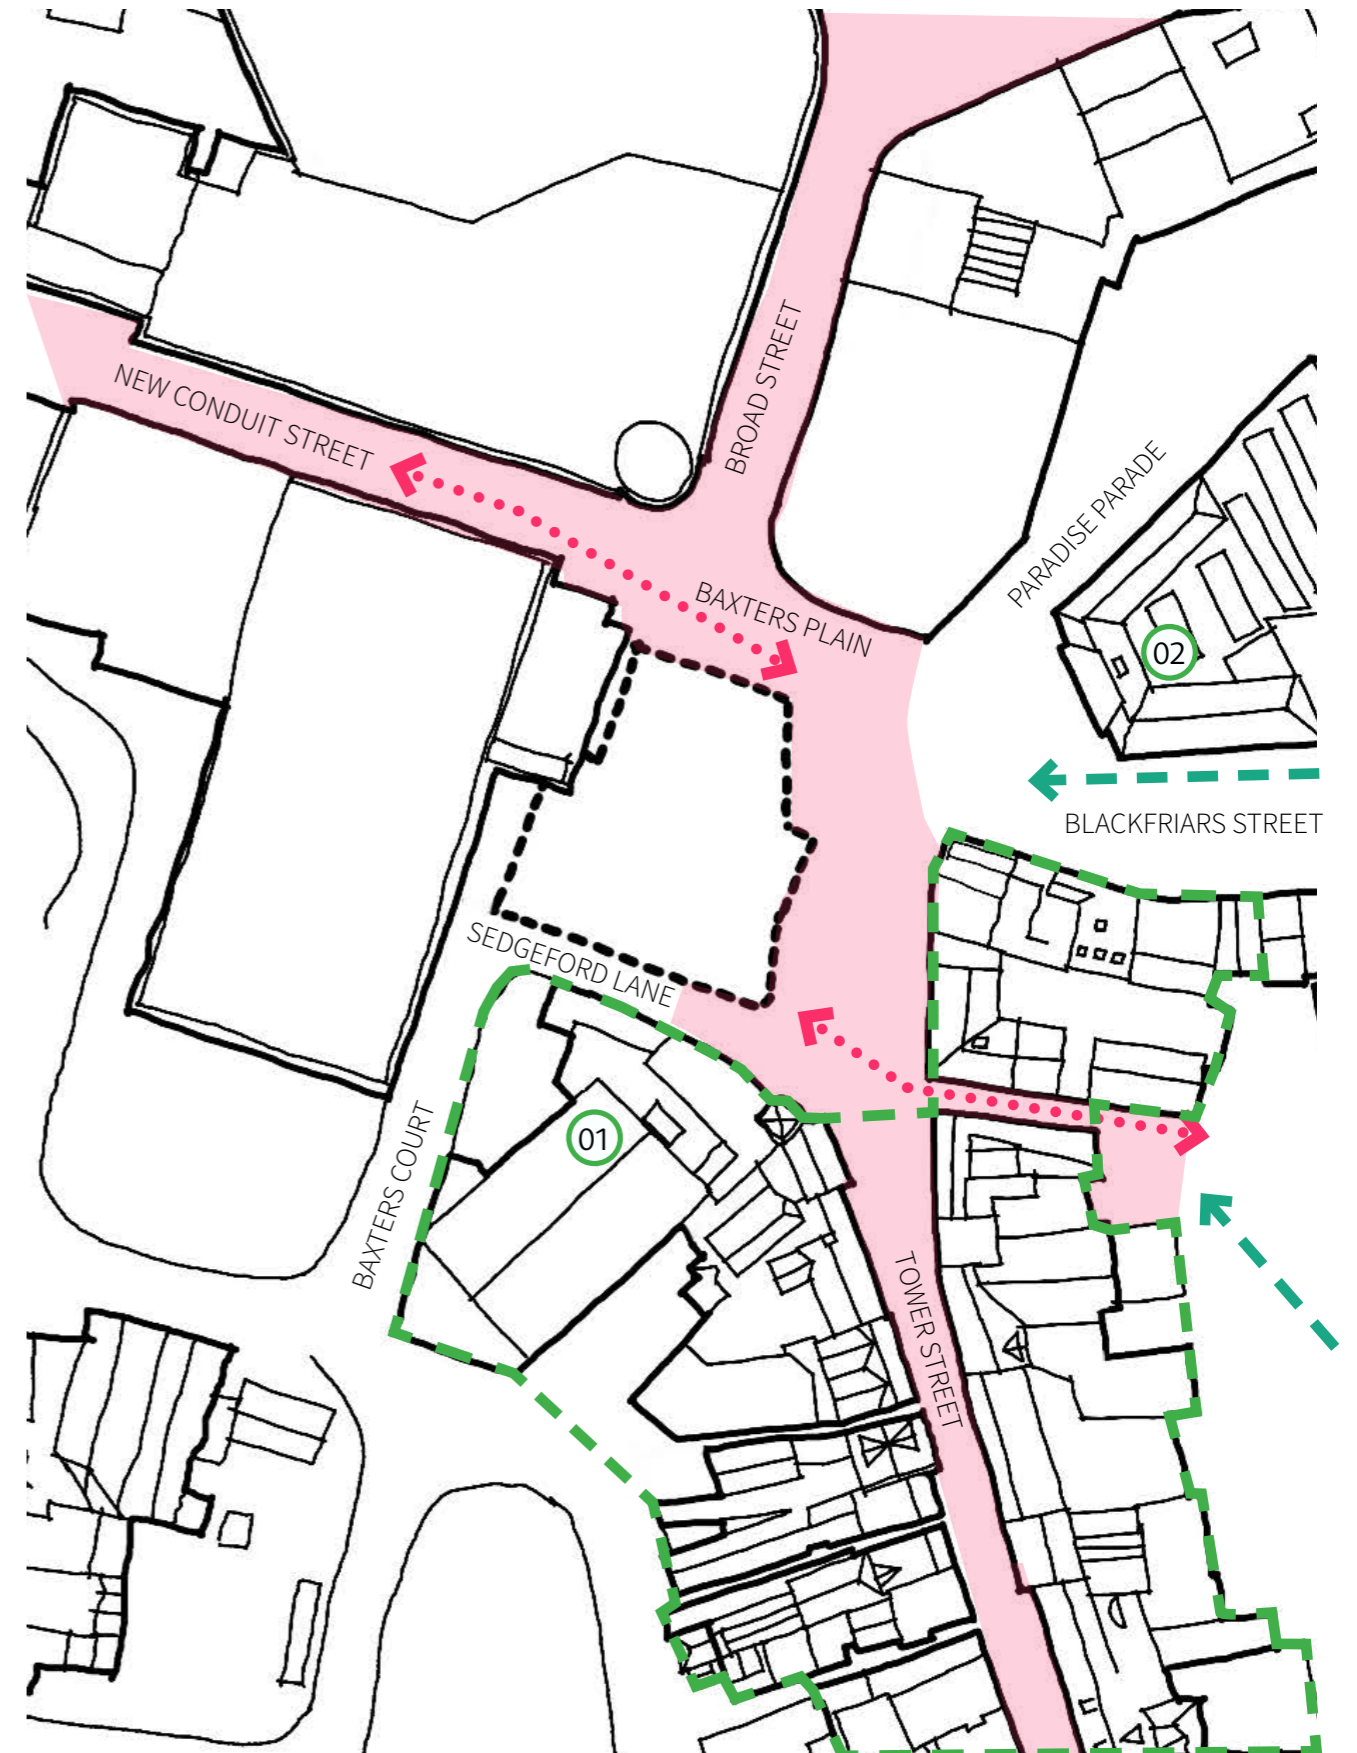 BROAD STREET
NEW CONDUIT STREET
PARADISE PARADE
BAXTERS PLAIN
02
BLACKFRIARS STREET
SEDGEFORD LANE
01
BAXTERS COURT
TOWER STREET